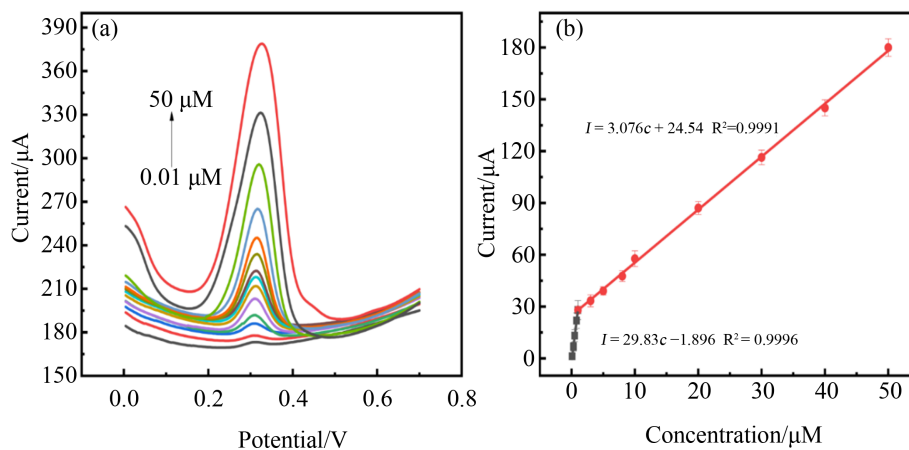 (a)
390
360
330
300
270
240
210
180
150
Current/μA
50 μM
0.01 μM
0.0
0.2
0.4
0.6
0.8
Potential/V
(b)
180
150
120
90
60
30
0
Current/μA
I = 3.076c + 24.54 R²=0.9991
I = 29.83c −1.896 R² = 0.9996
0
10
20
30
40
50
Concentration/μM